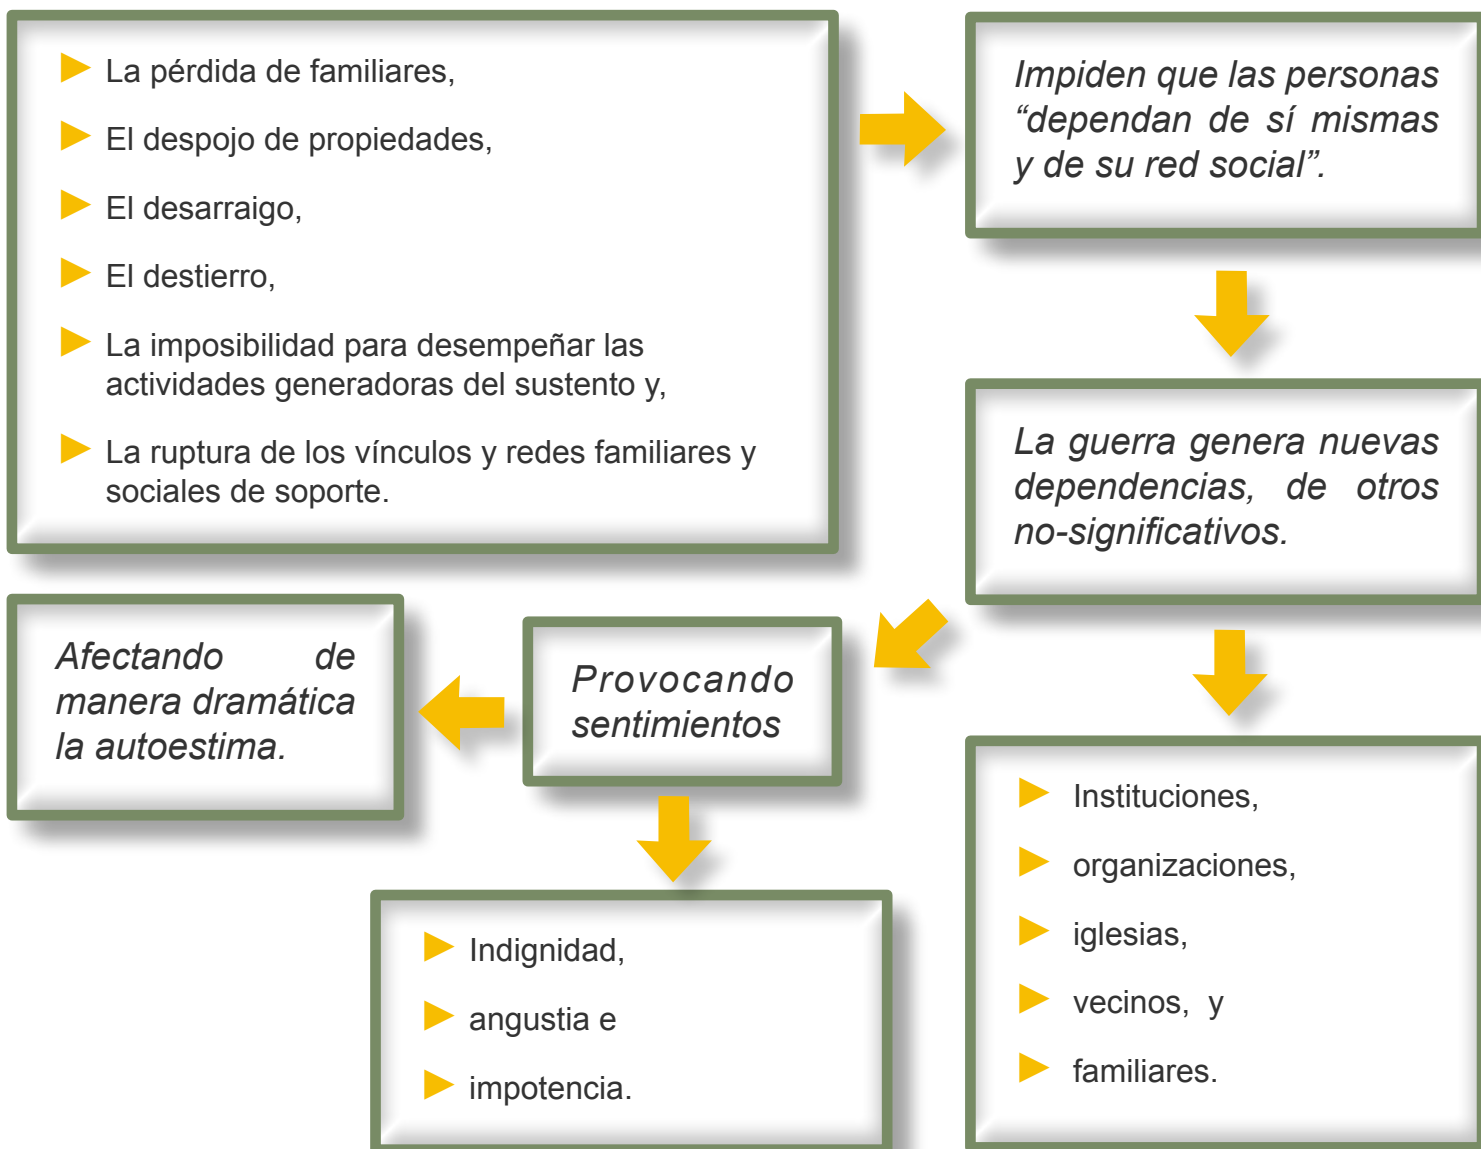 La pérdida de familiares,
El despojo de propiedades,
El desarraigo,
El destierro,
La imposibilidad para desempeñar las
actividades generadoras del sustento y,
La ruptura de los vínculos y redes familiares y
sociales de soporte.
Impiden que las personas
“dependan de sí mismas
y de su red social”.
La guerra genera nuevas
dependencias, de otros
no-significativos.
Provocando
sentimientos
Afectando de
manera dramática
la autoestima.
Indignidad,
angustia e
impotencia.
Instituciones,
organizaciones,
iglesias,
vecinos, y
familiares.